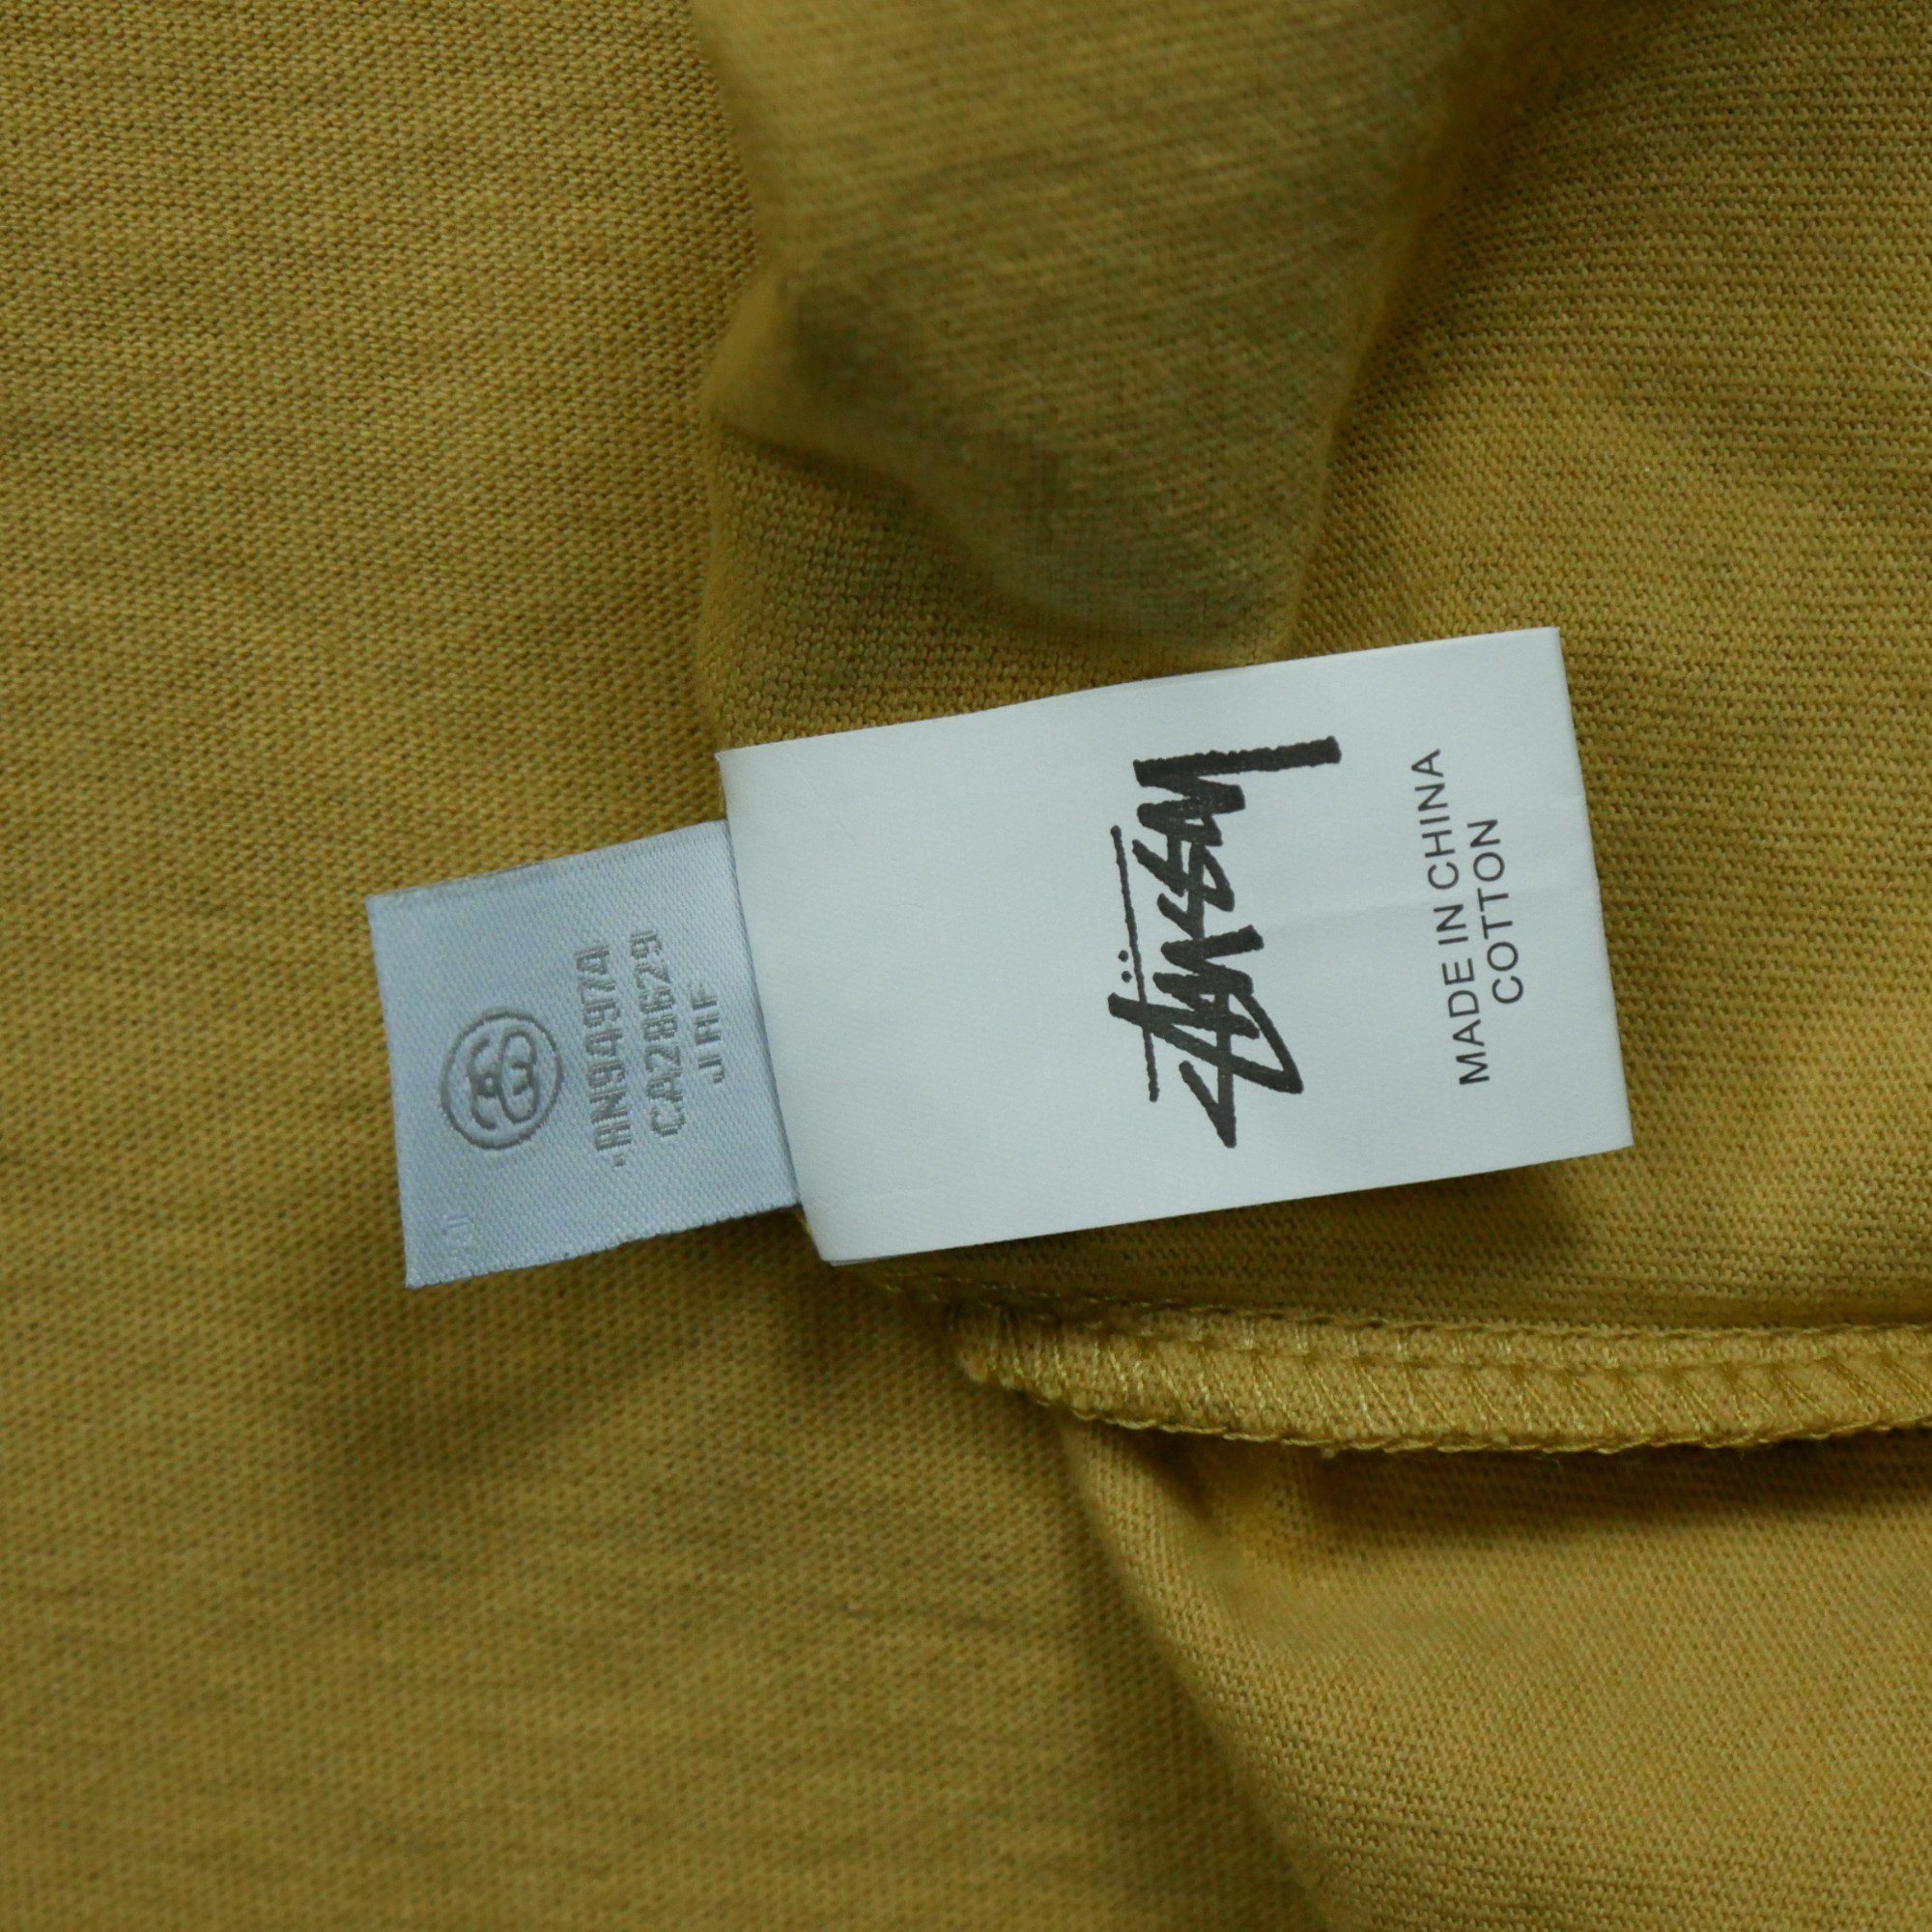 RN94974
CA28629
JRF
Stüssy
MADE IN CHINA
COTTON